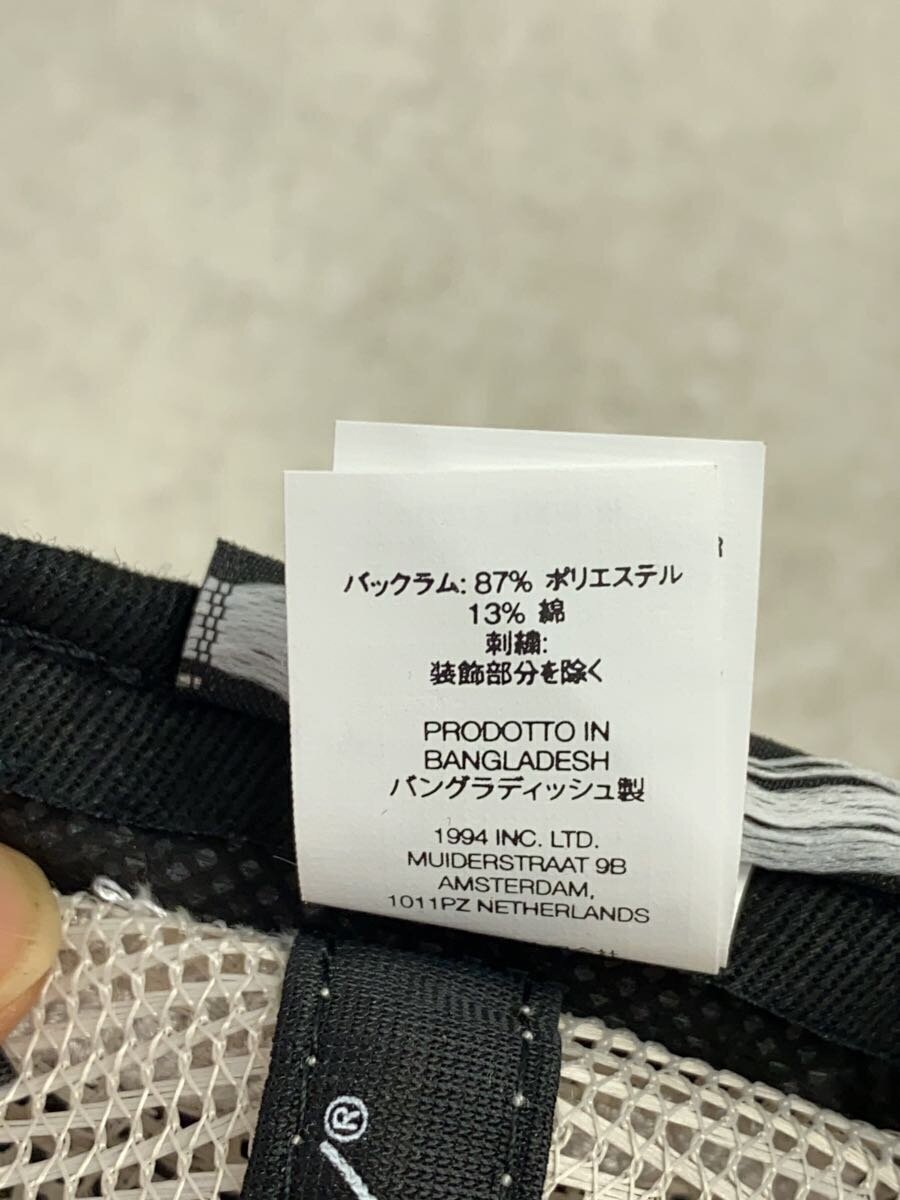 バックラム: 87% ポリエステル
13% 綿
刺繍:
装飾部分を除く
PRODOTTO IN
BANGLADESH
バングラディッシュ製
1994 INC. LTD.
MUIDERSTRAAT 9B
AMSTERDAM,
1011PZ NETHERLANDS
®